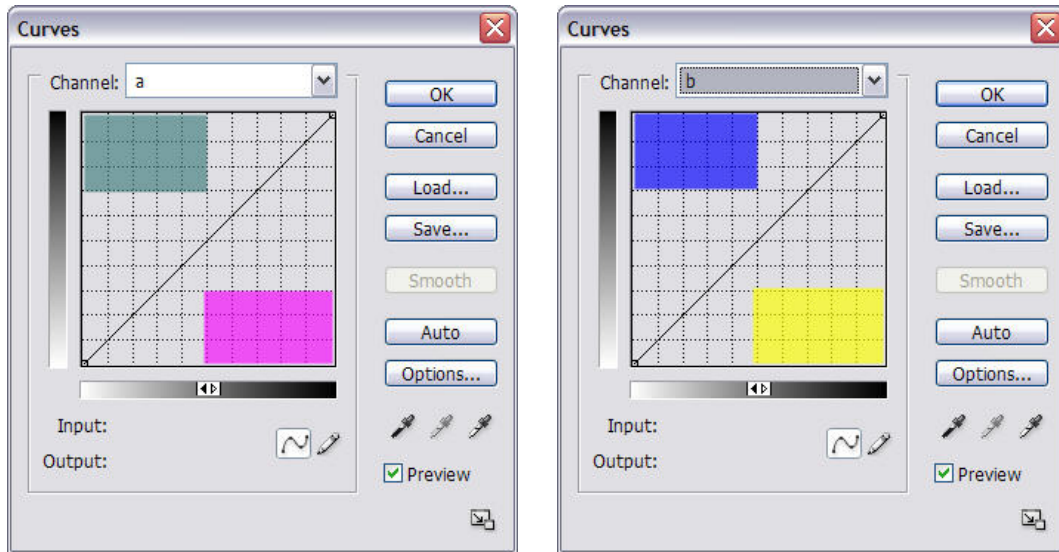 Curves
Channel: a
OK
Cancel
Load...
Save...
Smooth
Auto
Options...
Input:
Output:
Preview
Curves
Channel: b
OK
Cancel
Load...
Save...
Smooth
Auto
Options...
Input:
Output:
Preview